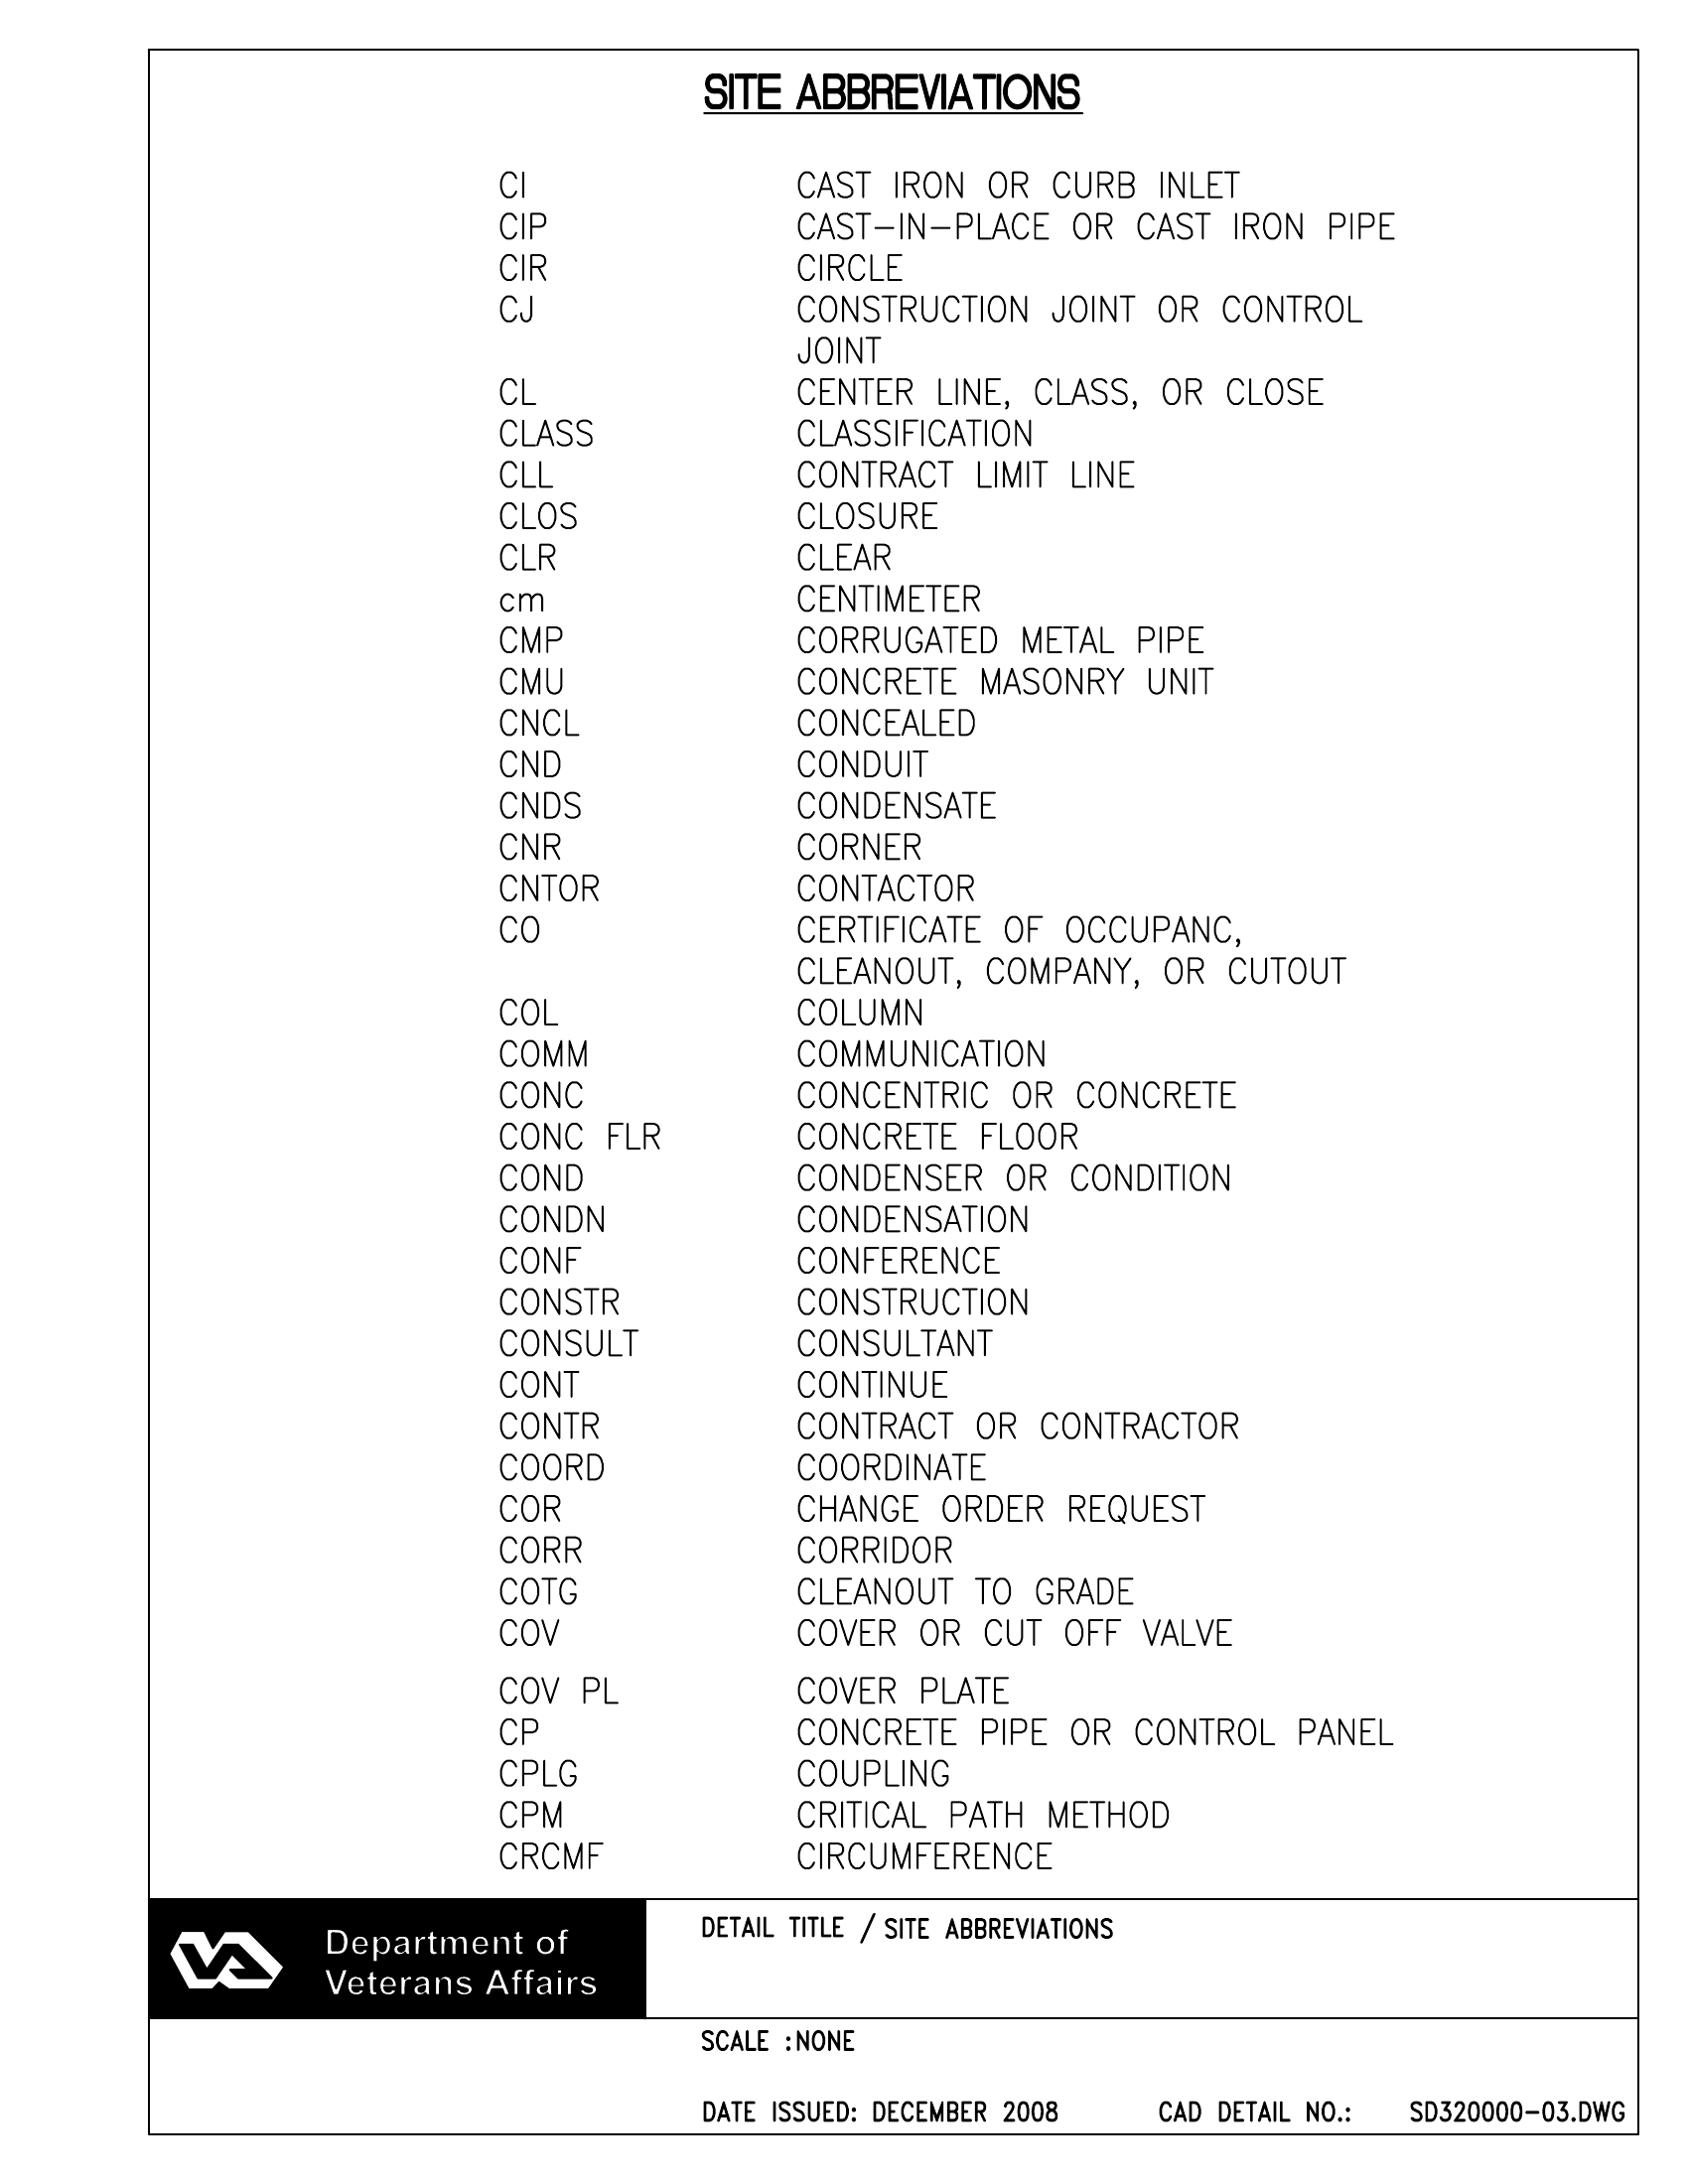 SITE ABBREVIATIONS
CI CAST IRON OR CURB INLET
CIP CAST-IN-PLACE OR CAST IRON PIPE
CIR CIRCLE
CJ CONSTRUCTION JOINT OR CONTROL
JOINT
CL CENTER LINE, CLASS, OR CLOSE
CLASS CLASSIFICATION
CLL CONTRACT LIMIT LINE
CLOS CLOSURE
CLR CLEAR
cm CENTIMETER
CMP CORRUGATED METAL PIPE
CMU CONCRETE MASONRY UNIT
CNCL CONCEALED
CND CONDUIT
CNDS CONDENSATE
CNR CORNER
CNTOR CONTACTOR
CO CERTIFICATE OF OCCUPANC,
CLEANOUT, COMPANY, OR CUTOUT
COL COLUMN
COMM COMMUNICATION
CONC CONCENTRIC OR CONCRETE
CONC FLR CONCRETE FLOOR
COND CONDENSER OR CONDITION
CONDN CONDENSATION
CONF CONFERENCE
CONSTR CONSTRUCTION
CONSULT CONSULTANT
CONT CONTINUE
CONTR CONTRACT OR CONTRACTOR
COORD COORDINATE
COR CHANGE ORDER REQUEST
CORR CORRIDOR
COTG CLEANOUT TO GRADE
COV COVER OR CUT OFF VALVE
COV PL COVER PLATE
CP CONCRETE PIPE OR CONTROL PANEL
CPLG COUPLING
CPM CRITICAL PATH METHOD
CRCMF CIRCUMFERENCE
VA Department of
Veterans Affairs
DETAIL TITLE / SITE ABBREVIATIONS
SCALE :NONE
DATE ISSUED: DECEMBER 2008 CAD DETAIL NO.: SD320000-03.DWG